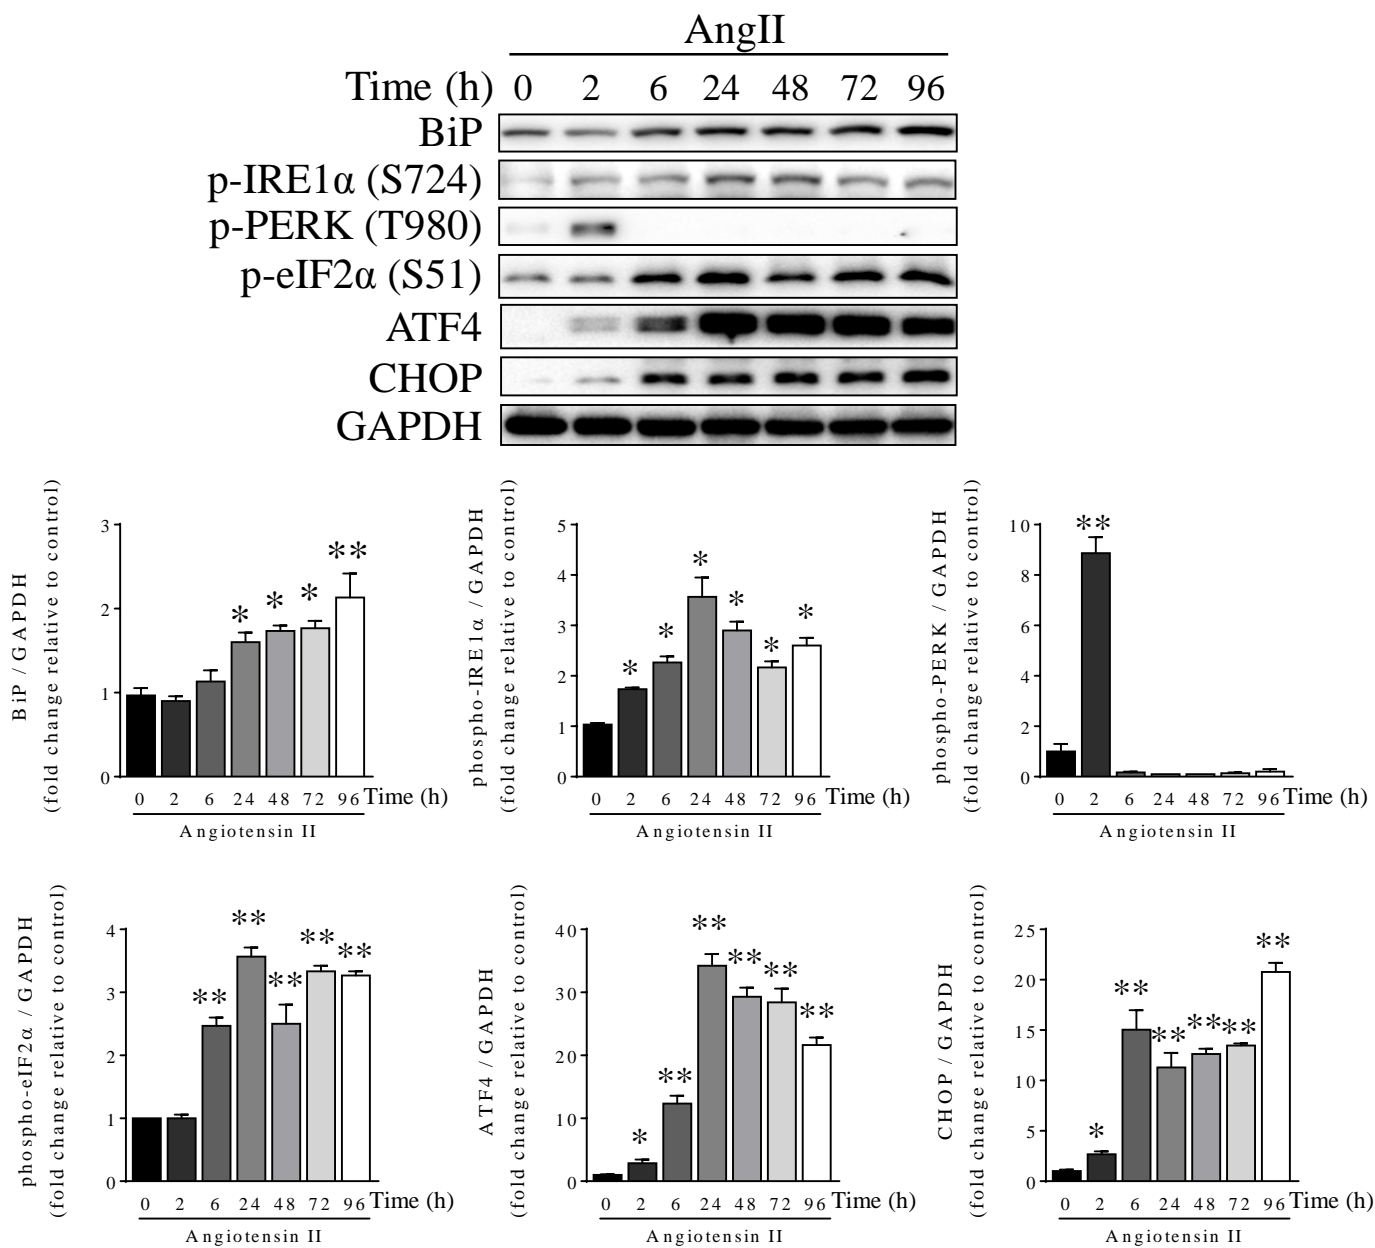 AngII
Time (h) 0 2 6 24 48 72 96
BiP
p-IRE1α (S724)
p-PERK (T980)
p-eIF2α (S51)
ATF4
CHOP
GAPDH
BiP / GAPDH
(fold change relative to control)
3
2
1
0
* * * **
0 2 6 24 48 72 96 Time (h)
Angiotensin II
phospho-IRE1α / GAPDH
(fold change relative to control)
5
4
3
2
1
0
* * * * * *
0 2 6 24 48 72 96 Time (h)
Angiotensin II
phospho-PERK / GAPDH
(fold change relative to control)
10
8
6
4
2
0
**
0 2 6 24 48 72 96 Time (h)
Angiotensin II
phospho-eIF2α / GAPDH
(fold change relative to control)
4
3
2
1
0
** ** ** ** **
0 2 6 24 48 72 96 Time (h)
Angiotensin II
ATF4 / GAPDH
(fold change relative to control)
40
30
20
10
0
* ** ** ** ** **
0 2 6 24 48 72 96 Time (h)
Angiotensin II
CHOP / GAPDH
(fold change relative to control)
25
20
15
10
5
0
* ** ** ** ** **
0 2 6 24 48 72 96 Time (h)
Angiotensin II